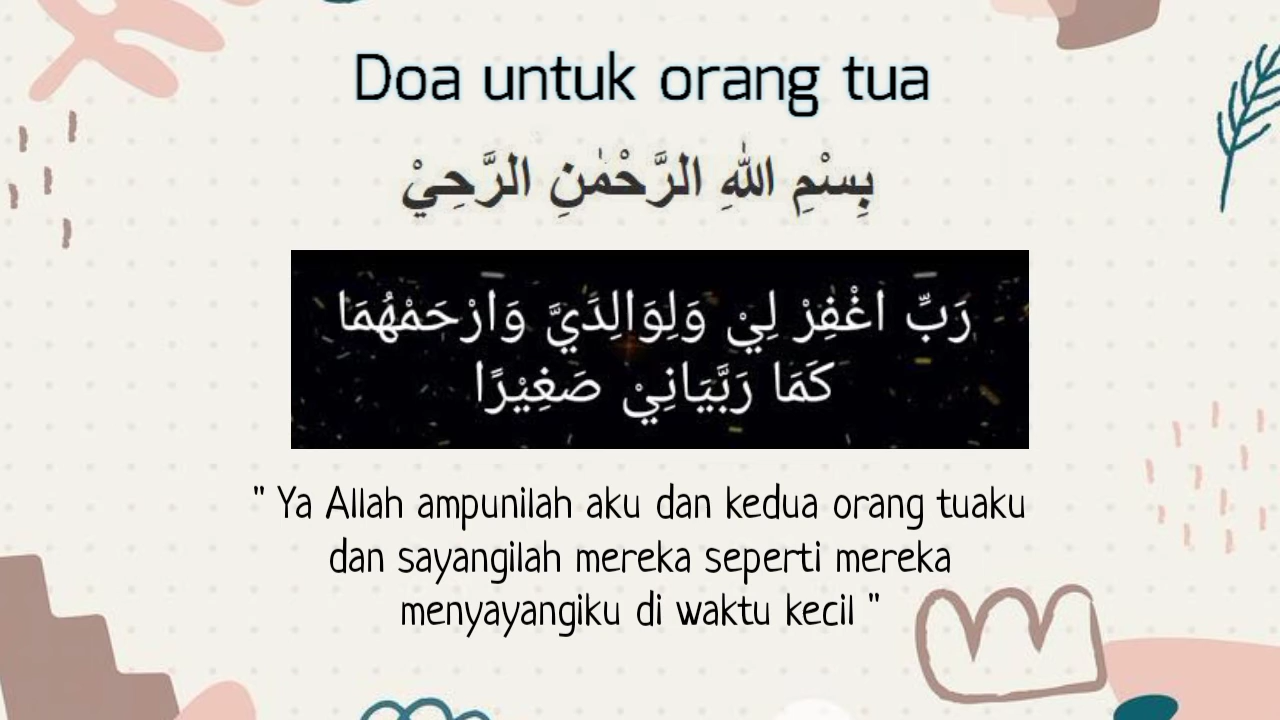 Doa untuk orang tua
بِسْمِ اللهِ الرَّحْمٰنِ الرَّحِيْ
رَبِّ اغْفِرْ لِيْ وَلِوَالِدَيَّ وَارْحَمْهُمَا
كَمَا رَبَّيَانِيْ صَغِيْرًا
" Ya Allah ampunilah aku dan kedua orang tuaku
dan sayangilah mereka seperti mereka
menyayangiku di waktu kecil "